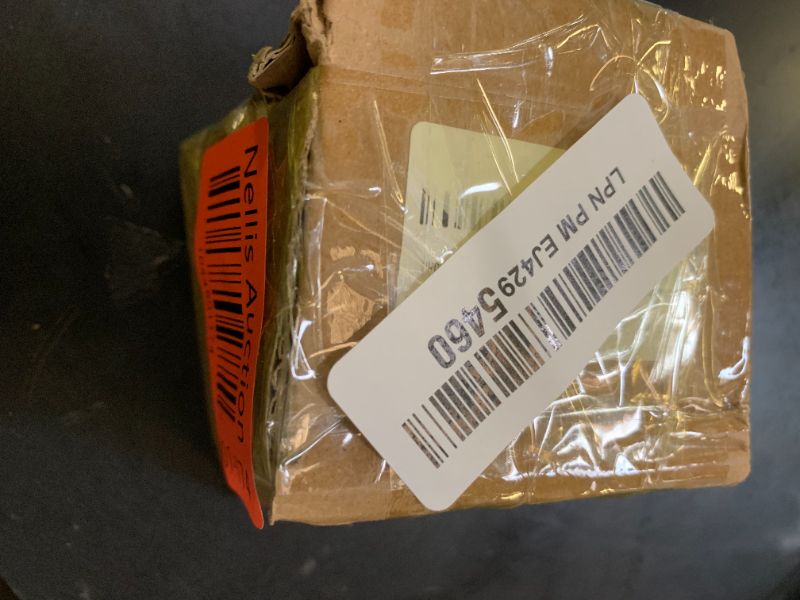 Nellis Auction
LPN PM EJ4295460